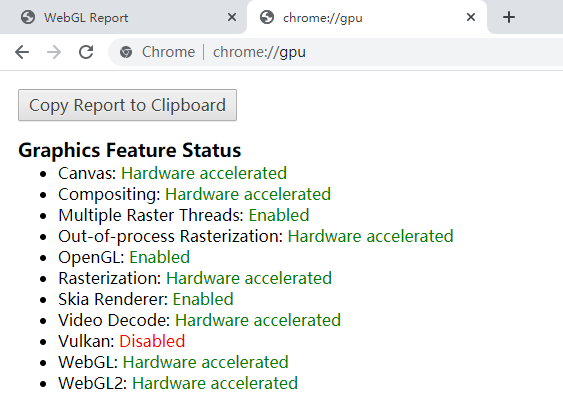 WebGL Report
chrome://gpu
Chrome | chrome://gpu
Copy Report to Clipboard
Graphics Feature Status
Canvas: Hardware accelerated
Compositing: Hardware accelerated
Multiple Raster Threads: Enabled
Out-of-process Rasterization: Hardware accelerated
OpenGL: Enabled
Rasterization: Hardware accelerated
Skia Renderer: Enabled
Video Decode: Hardware accelerated
Vulkan: Disabled
WebGL: Hardware accelerated
WebGL2: Hardware accelerated